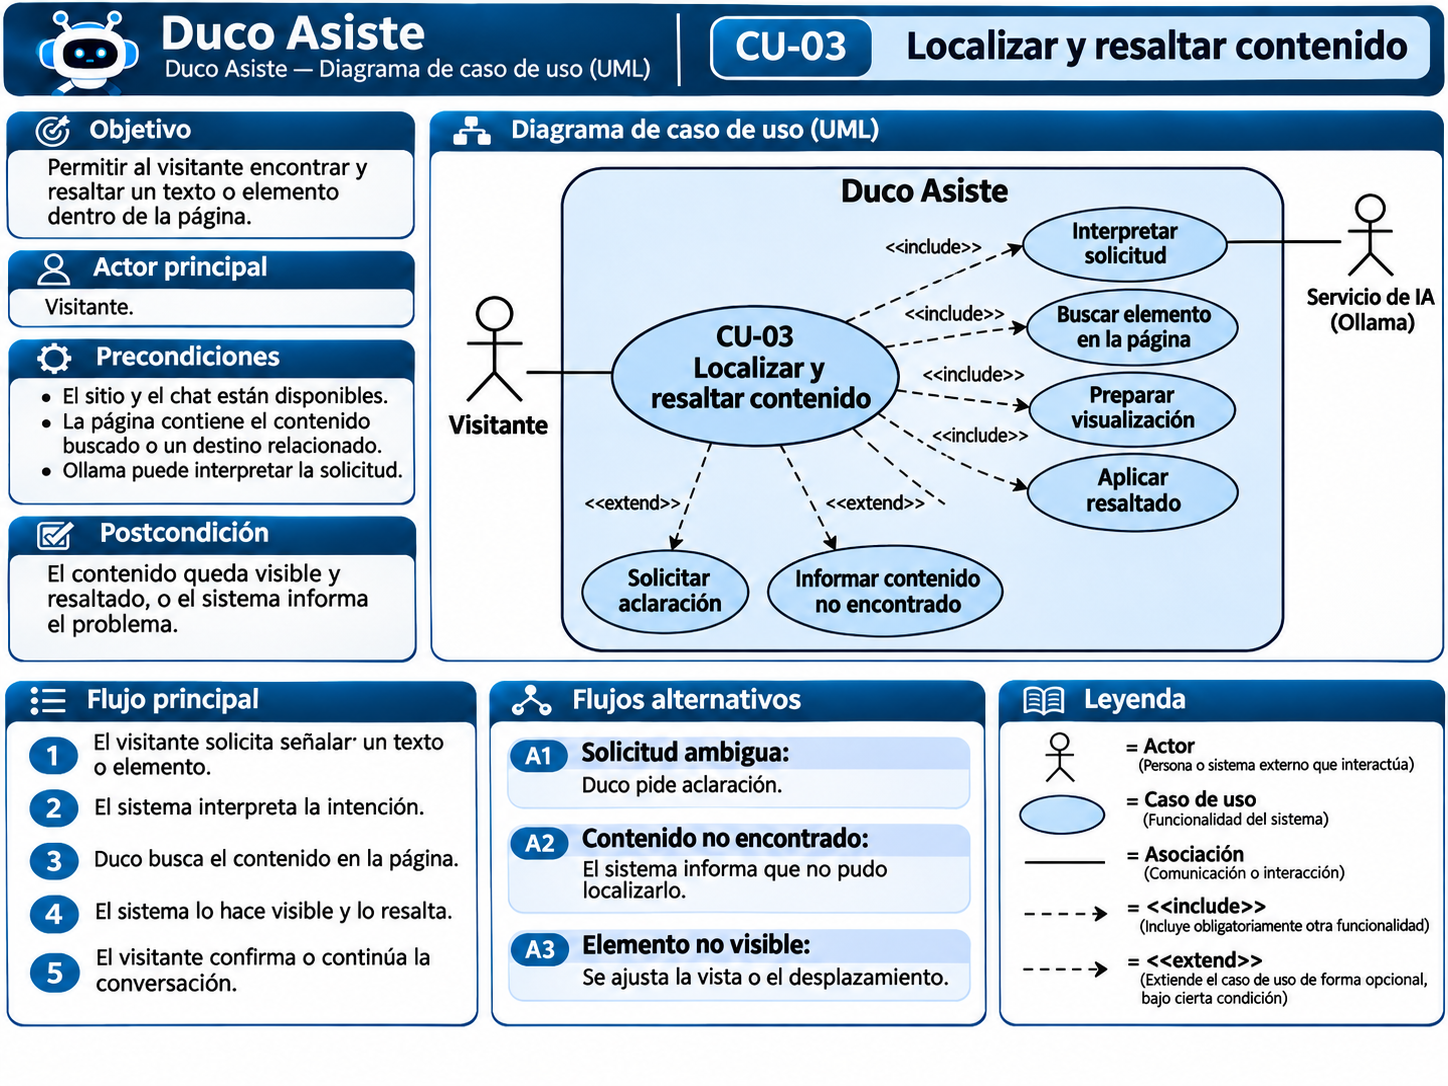 Duco Asiste
Duco Asiste — Diagrama de caso de uso (UML)
CU-03
Localizar y resaltar contenido
Objetivo
Permitir al visitante encontrar y
resaltar un texto o elemento
dentro de la página.
Actor principal
Visitante.
Precondiciones
• El sitio y el chat están disponibles.
• La página contiene el contenido
buscado o un destino relacionado.
• Ollama puede interpretar la solicitud.
Postcondición
El contenido queda visible y
resaltado, o el sistema informa
el problema.
Diagrama de caso de uso (UML)
Duco Asiste
Visitante
CU-03
Localizar y
resaltar contenido
<<include>>
<<include>>
<<include>>
<<include>>
<<extend>>
<<extend>>
Interpretar
solicitud
Buscar elemento
en la página
Preparar
visualización
Aplicar
resaltado
Solicitar
aclaración
Informar contenido
no encontrado
Servicio de IA
(Ollama)
Flujo principal
1 El visitante solicita señalar un texto
o elemento.
2 El sistema interpreta la intención.
3 Duco busca el contenido en la página.
4 El sistema lo hace visible y lo resalta.
5 El visitante confirma o continúa la
conversación.
Flujos alternativos
A1 Solicitud ambigua:
Duco pide aclaración.
A2 Contenido no encontrado:
El sistema informa que no pudo
localizarlo.
A3 Elemento no visible:
Se ajusta la vista o el desplazamiento.
Leyenda
= Actor
(Persona o sistema externo que interactúa)
= Caso de uso
(Funcionalidad del sistema)
= Asociación
(Comunicación o interacción)
= <<include>>
(Incluye obligatoriamente otra funcionalidad)
= <<extend>>
(Extiende el caso de uso de forma opcional,
bajo cierta condición)